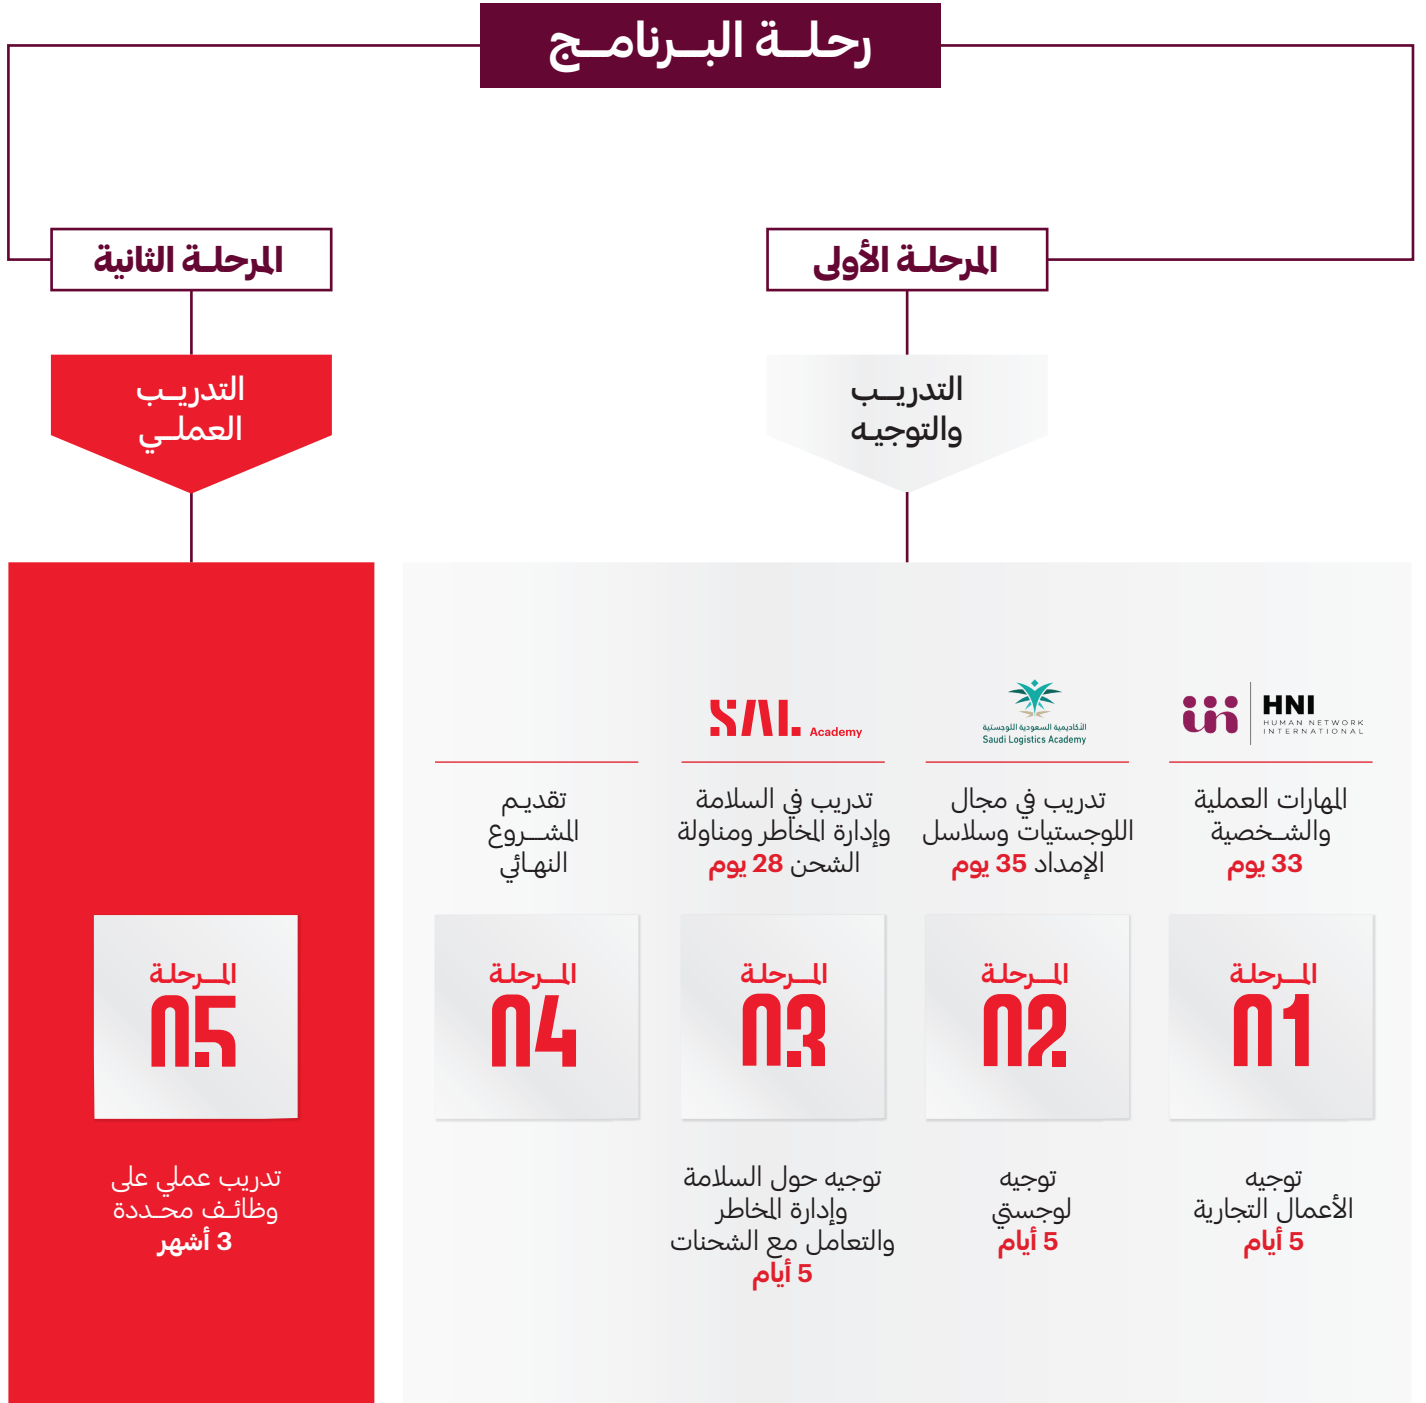 رحلة البرنامج
المرحلة الأولى
التدريب
والتوجيه
HNI
HUMAN NETWORK
INTERNATIONAL
المهارات العملية
والشخصية
33 يوم
المرحلة
01
توجيه
الأعمال التجارية
5 أيام
الأكاديمية السعودية اللوجستية
Saudi Logistics Academy
تدريب في مجال
اللوجستيات وسلاسل
الإمداد 35 يوم
المرحلة
02
توجيه
لوجستي
5 أيام
SAL Academy
تدريب في السلامة
وإدارة المخاطر ومناولة
الشحن 28 يوم
المرحلة
03
توجيه حول السلامة
وإدارة المخاطر
والتعامل مع الشحنات
5 أيام
تقديم
المشروع
النهائي
المرحلة
04
المرحلة الثانية
التدريب
العملي
المرحلة
05
تدريب عملي على
وظائف محددة
3 أشهر